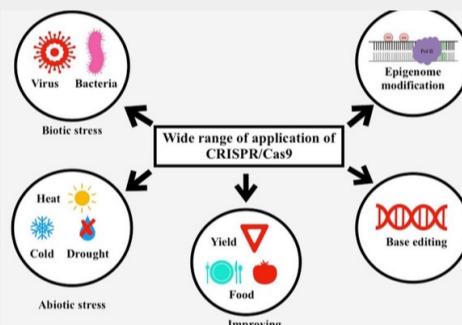 Virus Bacteria
Biotic stress
Pol II
Epigenome
modification
Wide range of application of
CRISPR/Cas9
Heat
Cold Drought
Abiotic stress
Yield
Food
Improving
Base editing